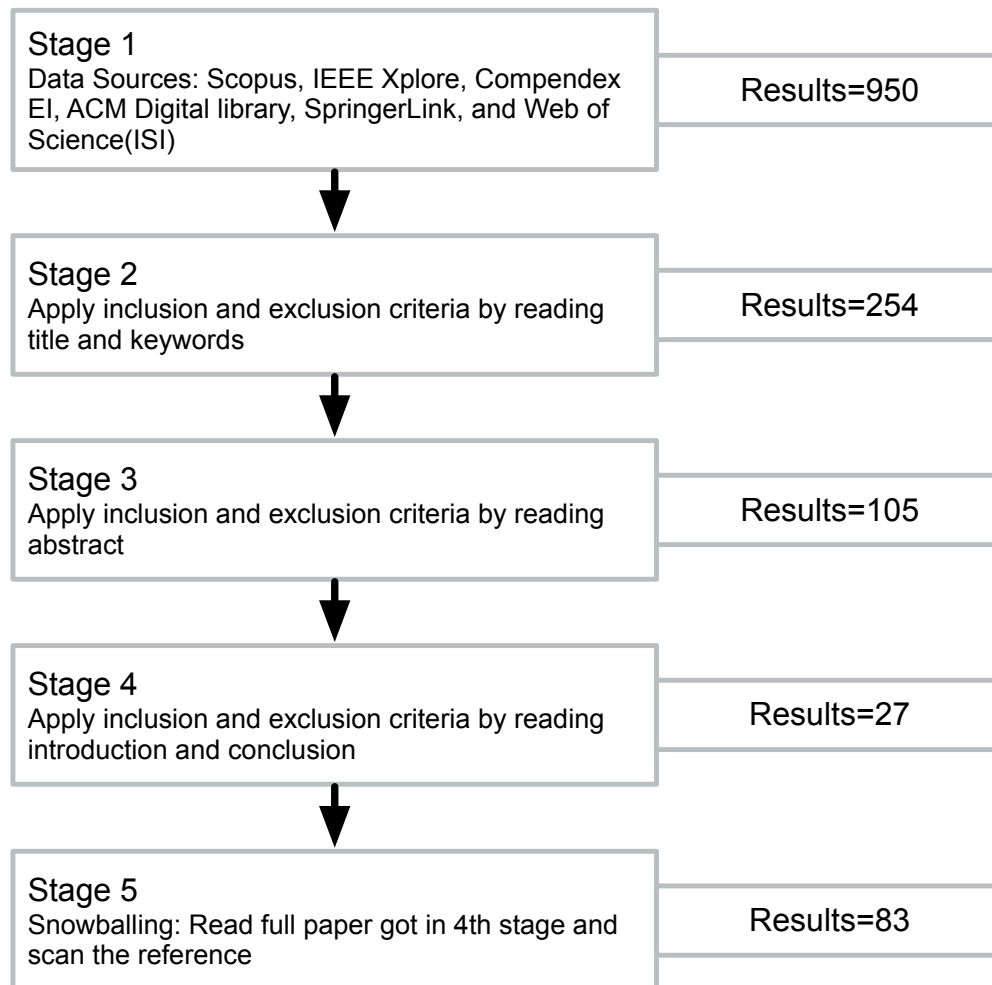 Stage 1
Data Sources: Scopus, IEEE Xplore, Compendex
EI, ACM Digital library, SpringerLink, and Web of
Science(ISI)
Results=950
Stage 2
Apply inclusion and exclusion criteria by reading
title and keywords
Results=254
Stage 3
Apply inclusion and exclusion criteria by reading
abstract
Results=105
Stage 4
Apply inclusion and exclusion criteria by reading
introduction and conclusion
Results=27
Stage 5
Snowballing: Read full paper got in 4th stage and
scan the reference
Results=83